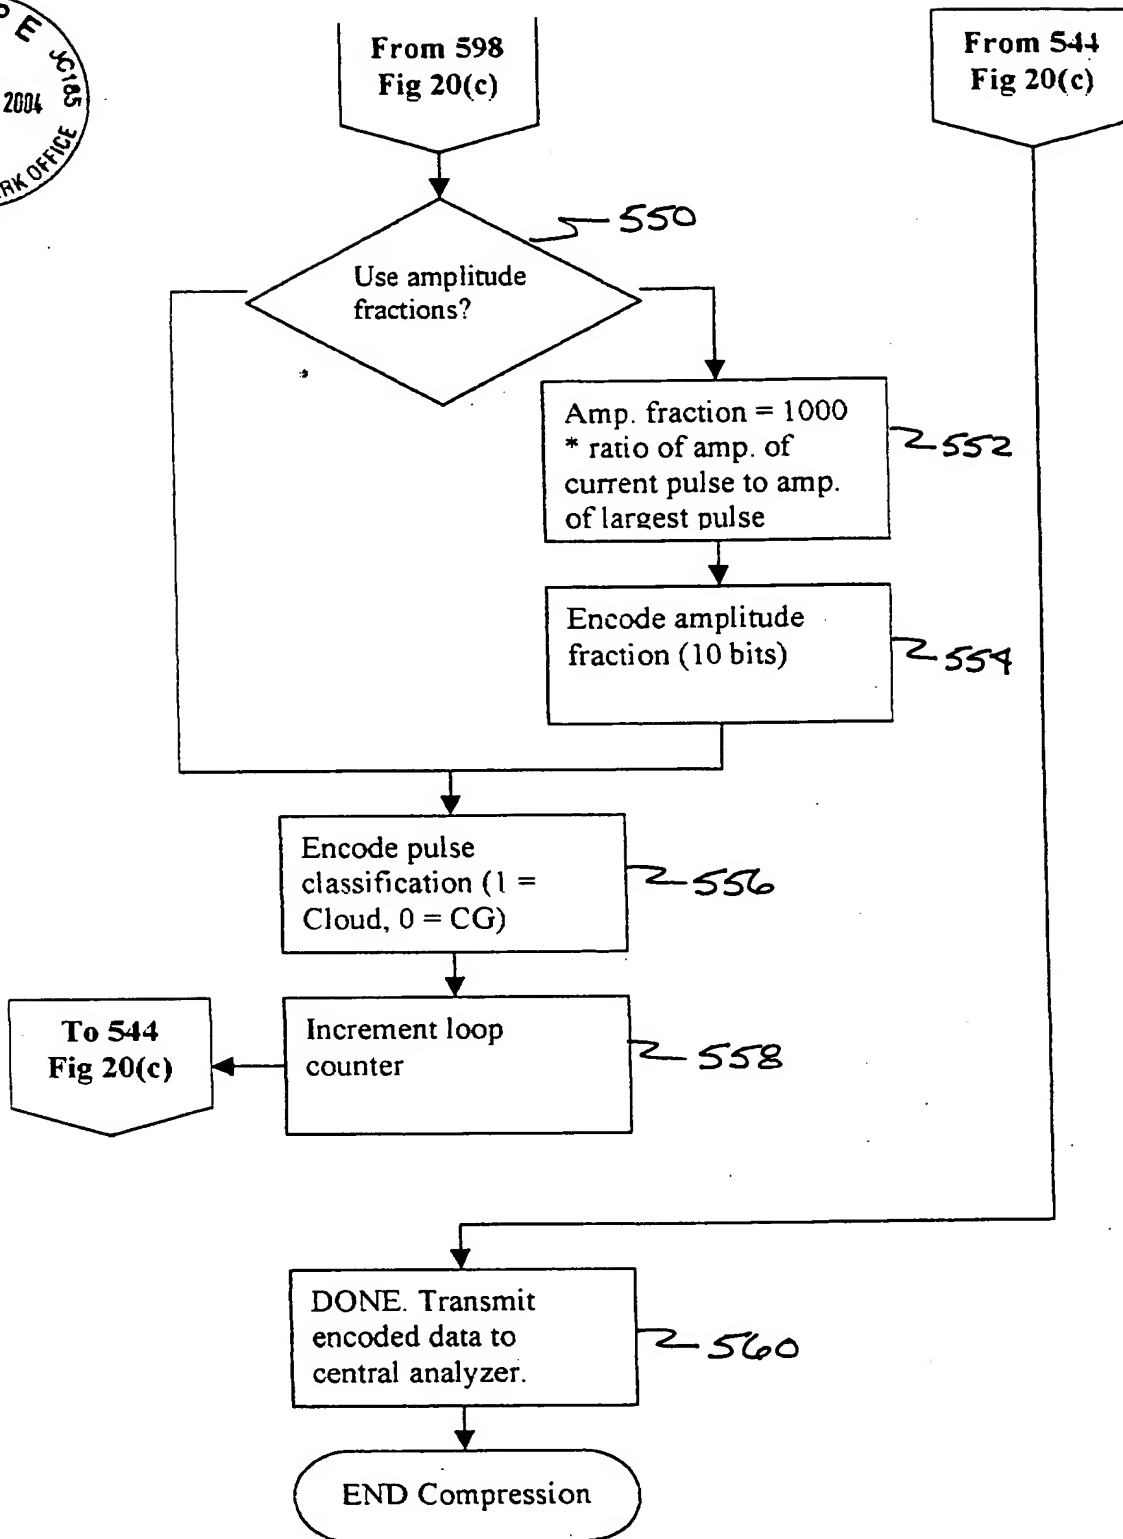 P E
JC185
2004
RK OFFICE
From 598
Fig 20(c)
From 544
Fig 20(c)
550
Use amplitude
fractions?
Amp. fraction = 1000
* ratio of amp. of
current pulse to amp.
of largest pulse
552
Encode amplitude
fraction (10 bits)
554
Encode pulse
classification (1 =
Cloud, 0 = CG)
556
To 544
Fig 20(c)
Increment loop
counter
558
DONE. Transmit
encoded data to
central analyzer.
560
END Compression